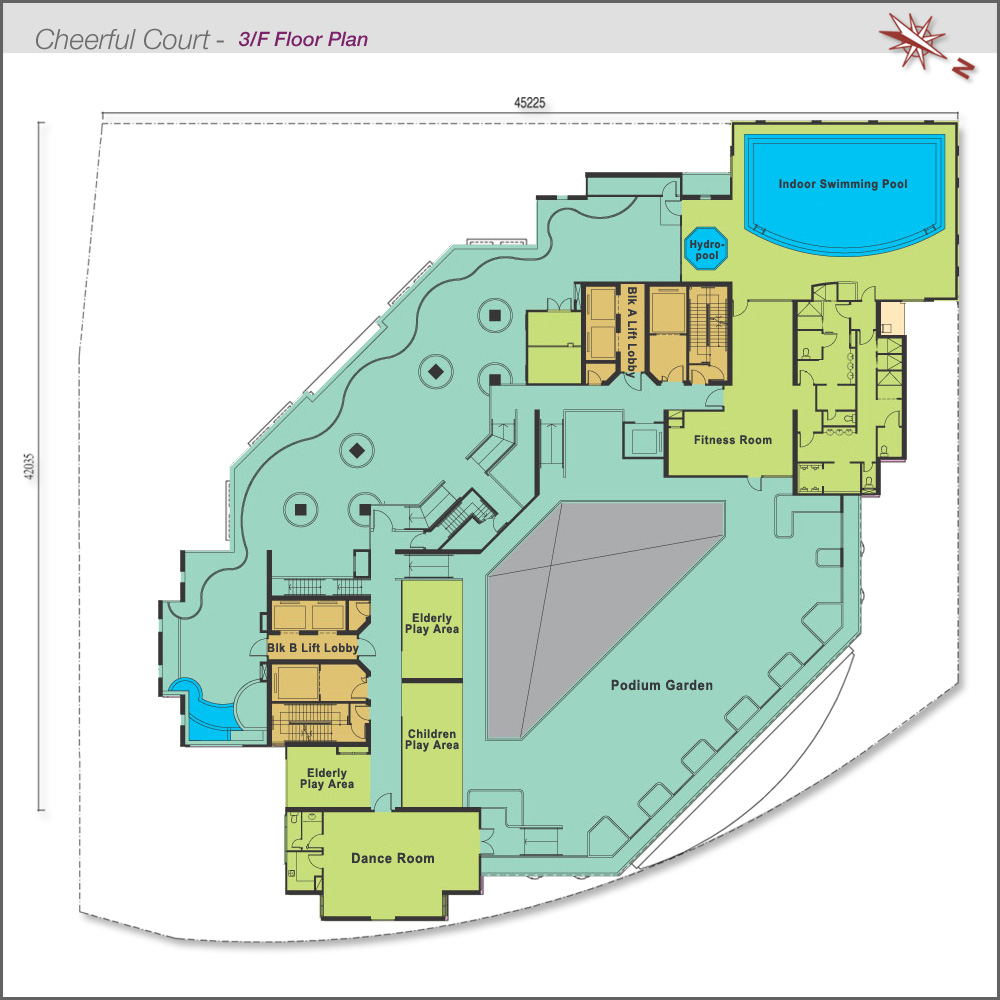 Cheerful Court - 3/F Floor Plan
N
45225
42035
Indoor Swimming Pool
Hydro-
pool
Blk A Lift Lobby
Fitness Room
Elderly
Play Area
Blk B Lift Lobby
Podium Garden
Children
Play Area
Elderly
Play Area
Dance Room